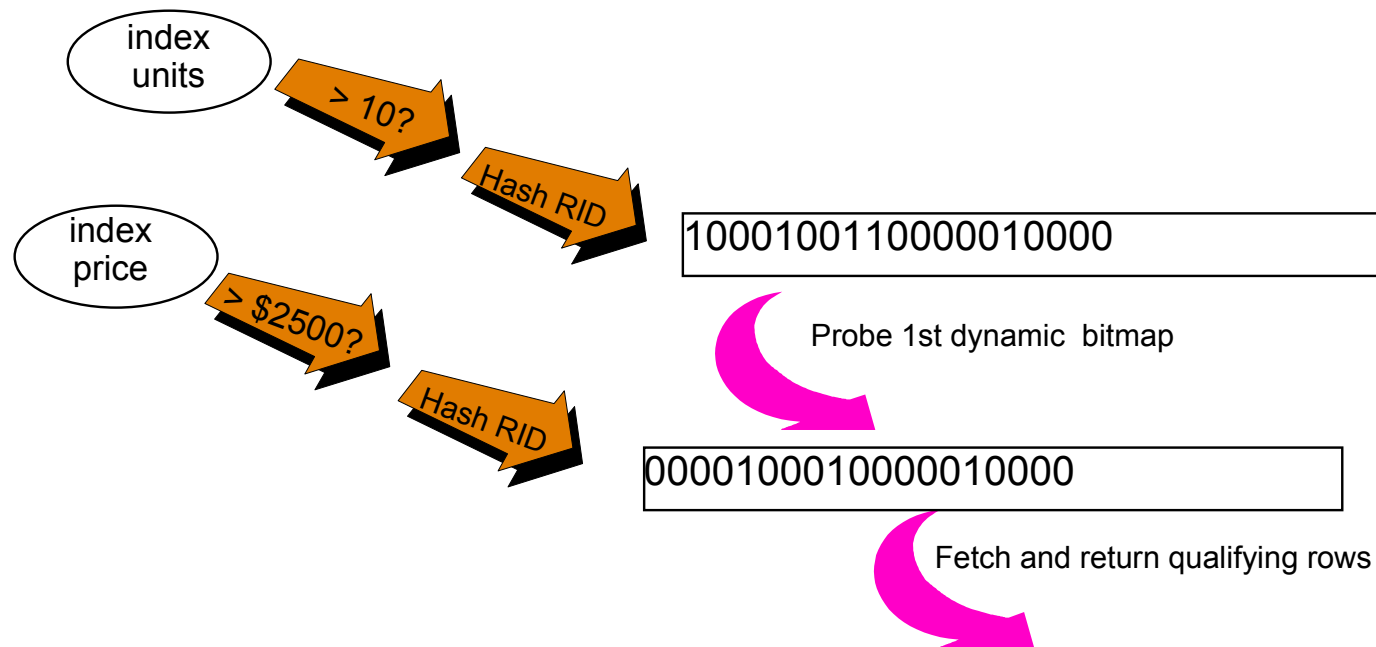 index
units
> 10?
Hash RID
1000100110000010000
index
price
> $2500?
Hash RID
Probe 1st dynamic bitmap
0000100010000010000
Fetch and return qualifying rows